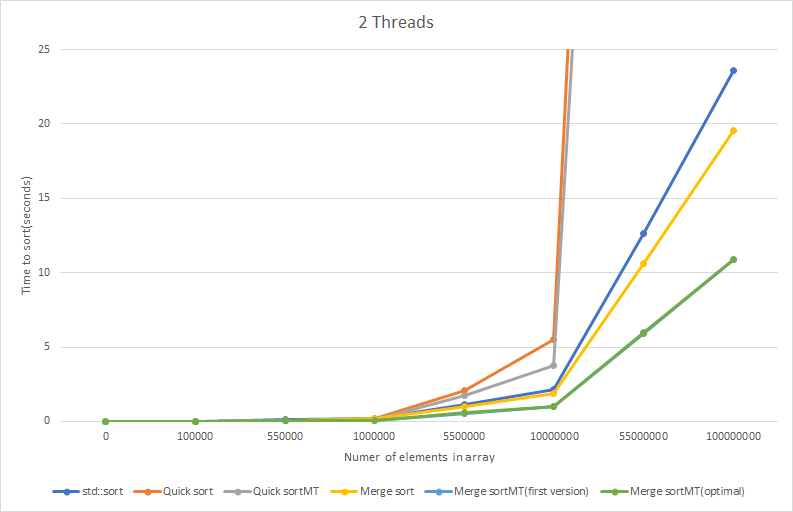 2 Threads
25
20
15
10
5
0
Time to sort(seconds)
0 100000 550000 1000000 5500000 10000000 55000000 100000000
Numer of elements in array
std::sort Quick sort Quick sortMT Merge sort Merge sortMT(first version) Merge sortMT(optimal)